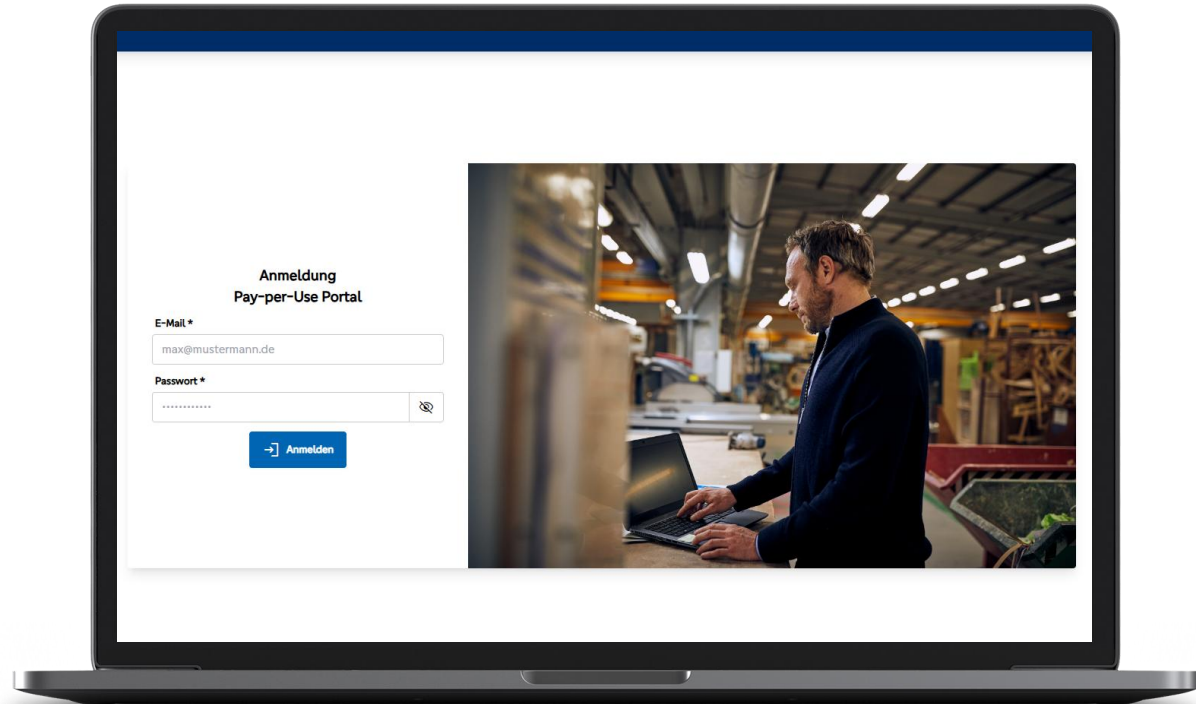 Anmeldung
Pay-per-Use Portal
E-Mail *
max@mustermann.de
Passwort *
············
Anmelden